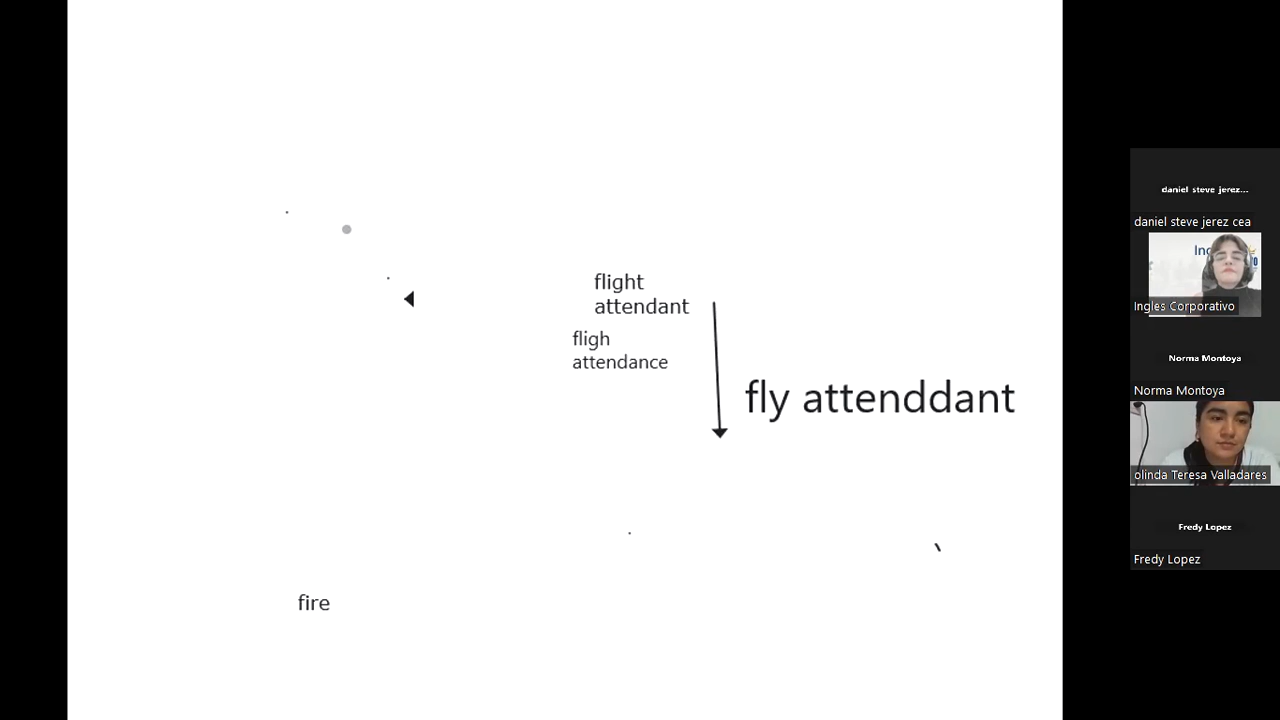 flight
attendant
fligh
attendance
fly attenddant
fire
daniel steve jerez...
daniel steve jerez cea
Ingles Corporativo
Norma Montoya
Norma Montoya
olinda Teresa Valladares
Fredy Lopez
Fredy Lopez